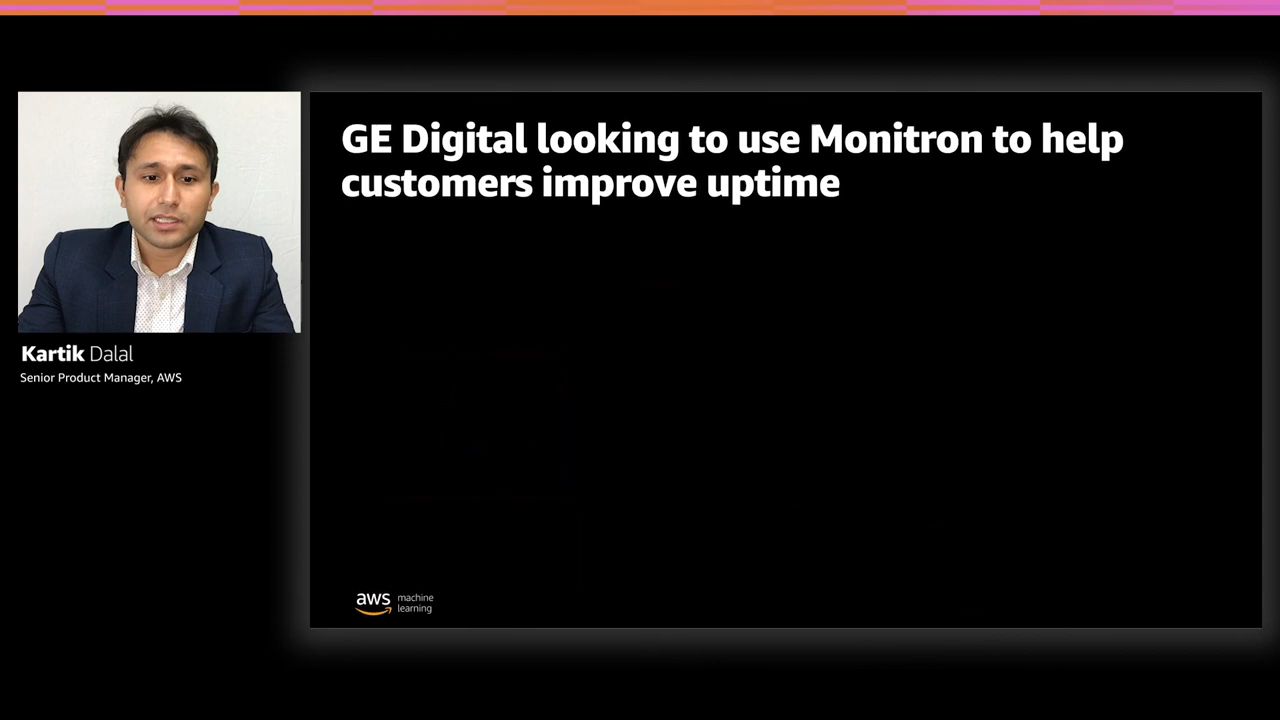 GE Digital looking to use Monitron to help
customers improve uptime
Kartik Dalal
Senior Product Manager, AWS
aws machine
learning